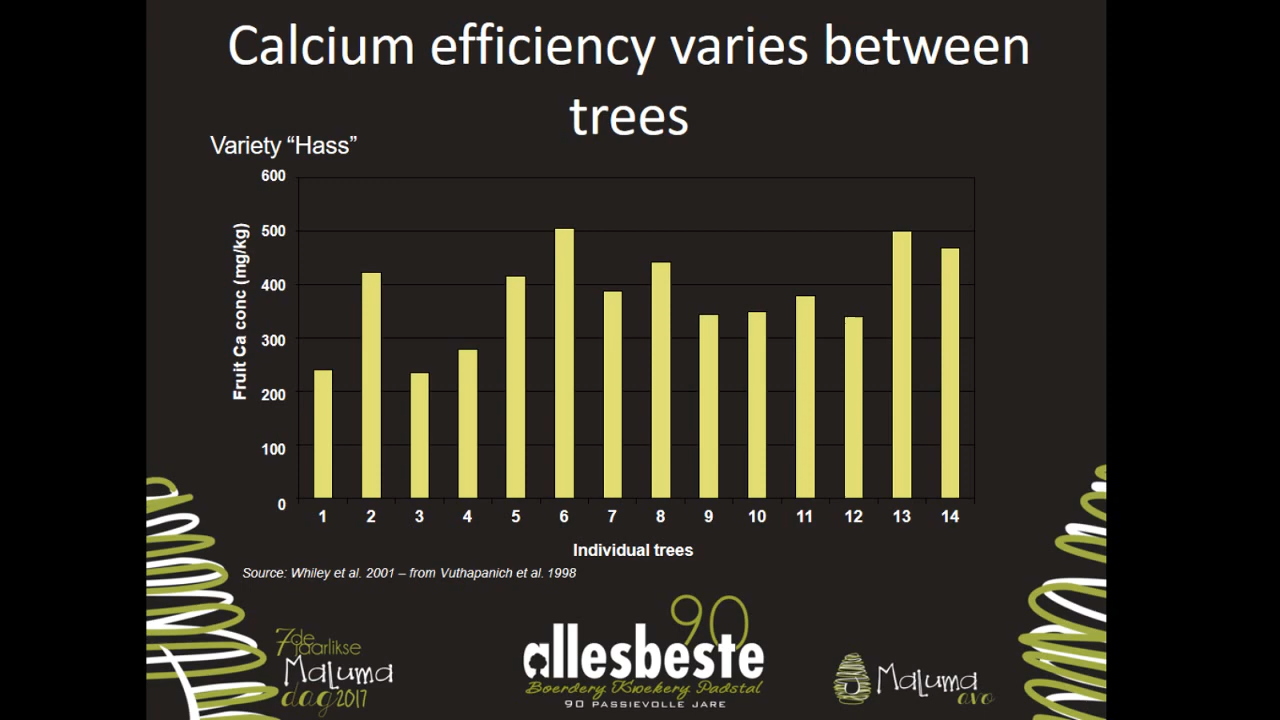 Calcium efficiency varies between
trees
Variety “Hass”
600
500
400
300
200
100
0
Fruit Ca conc (mg/kg)
1 2 3 4 5 6 7 8 9 10 11 12 13 14
Individual trees
Source: Whiley et al. 2001 – from Vuthapanich et al. 1998
7de
jaarlikse
Maluma
dag 2017
90
allesbeste
Boerdery Kwekery Padstal
90 PASSIEVOLLE JARE
Maluma
avo